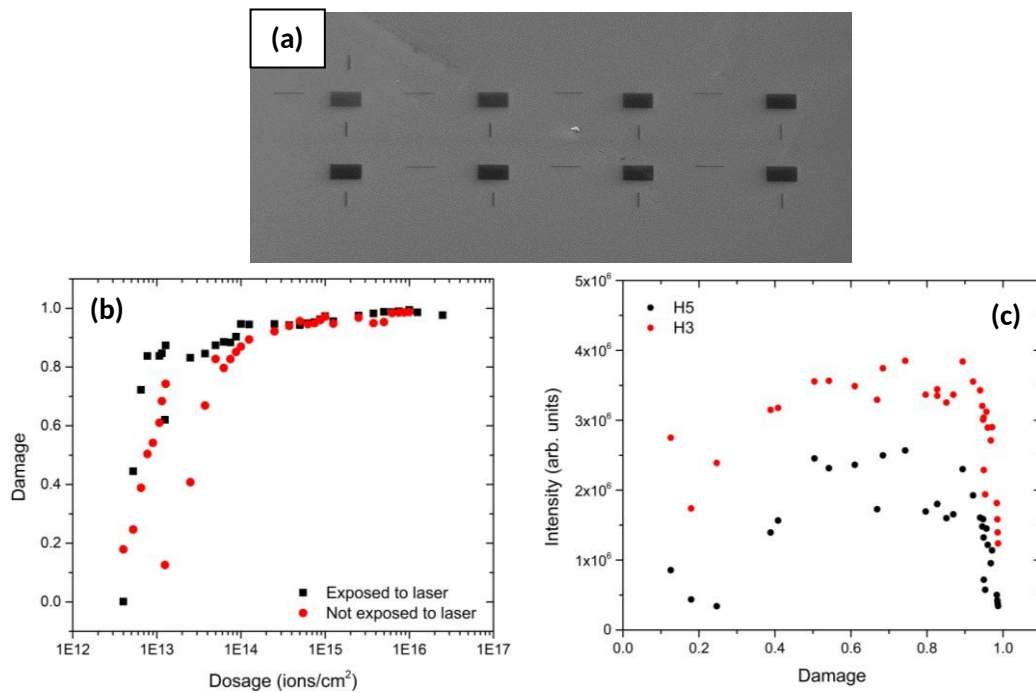 (a)
(b)
1.0
0.8
0.6
0.4
0.2
0.0
Damage
Exposed to laser
Not exposed to laser
1E12
1E13
1E14
1E15
1E16
1E17
Dosage (ions/cm²)
(c)
5x10⁶
4x10⁶
3x10⁶
2x10⁶
1x10⁶
0
Intensity (arb. units)
H5
H3
0.0
0.2
0.4
0.6
0.8
1.0
Damage